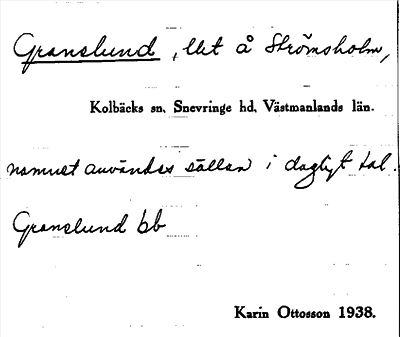 Granslund, lht å Strömsholm,
Kolbäcks sn, Snevringe hd, Västmanlands län.
namnet användes sällan i dagligt tal.
Granslund bb
Karin Ottosson 1938.